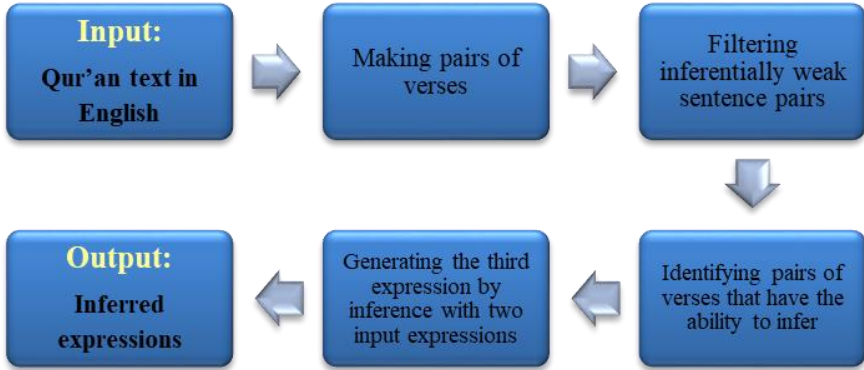 Input:
Qur'an text in
English
Making pairs of
verses
Filtering
inferentially weak
sentence pairs
Identifying pairs of
verses that have the
ability to infer
Generating the third
expression by
inference with two
input expressions
Output:
Inferred
expressions